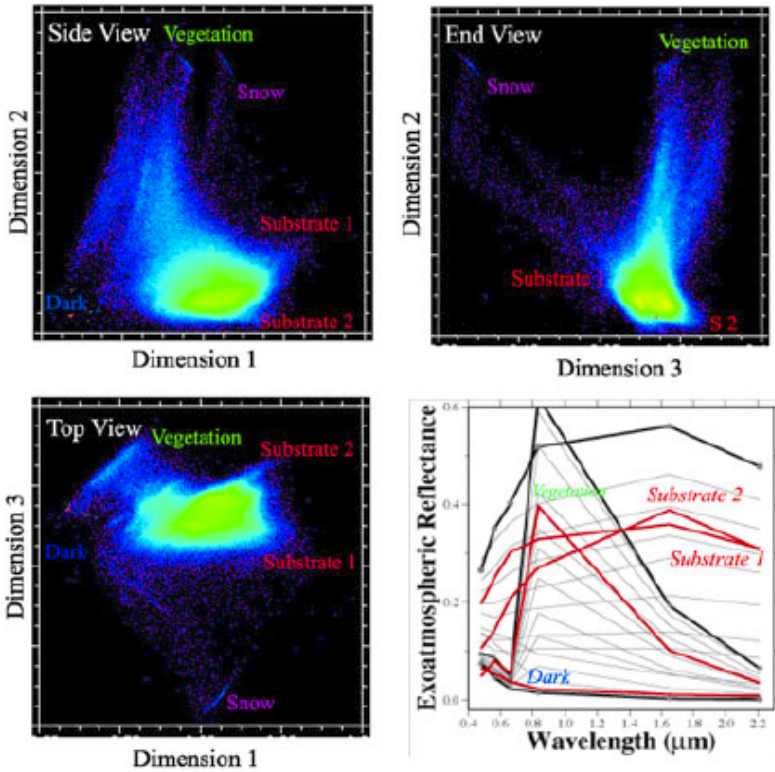 Side View
Vegetation
Snow
Substrate 1
Dark
Substrate 2
Dimension 2
Dimension 1
End View
Vegetation
Snow
Substrate 1
S 2
Dimension 2
Dimension 3
Top View
Vegetation
Substrate 2
Dark
Substrate 1
Snow
Dimension 3
Dimension 1
0.6
Vegetation
0.4
Substrate 2
Substrate 1
0.2
Dark
0.0
0.4 0.6 0.8 1.0 1.2 1.4 1.6 1.8 2.0 2.2
Exoatmospheric Reflectance
Wavelength (μm)